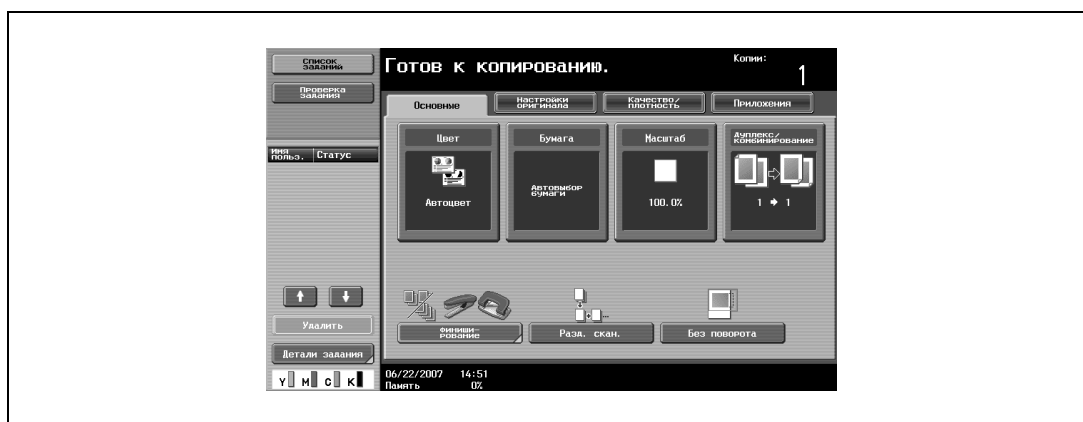 Список
заданий
Проверка
задания
Имя
польз.
Статус
Удалить
Детали задания
Y M C K
Готов к копированию.
Копии:
1
Основные
Настройки
оригинала
Качество/
плотность
Приложения
Цвет
Автоцвет
Бумага
Автовыбор
бумаги
Масштаб
100.0%
Дуплекс/
комбинирование
1 ➧ 1
Финиши-
рование
Разд. скан.
Без поворота
06/22/2007 14:51
Память 0%